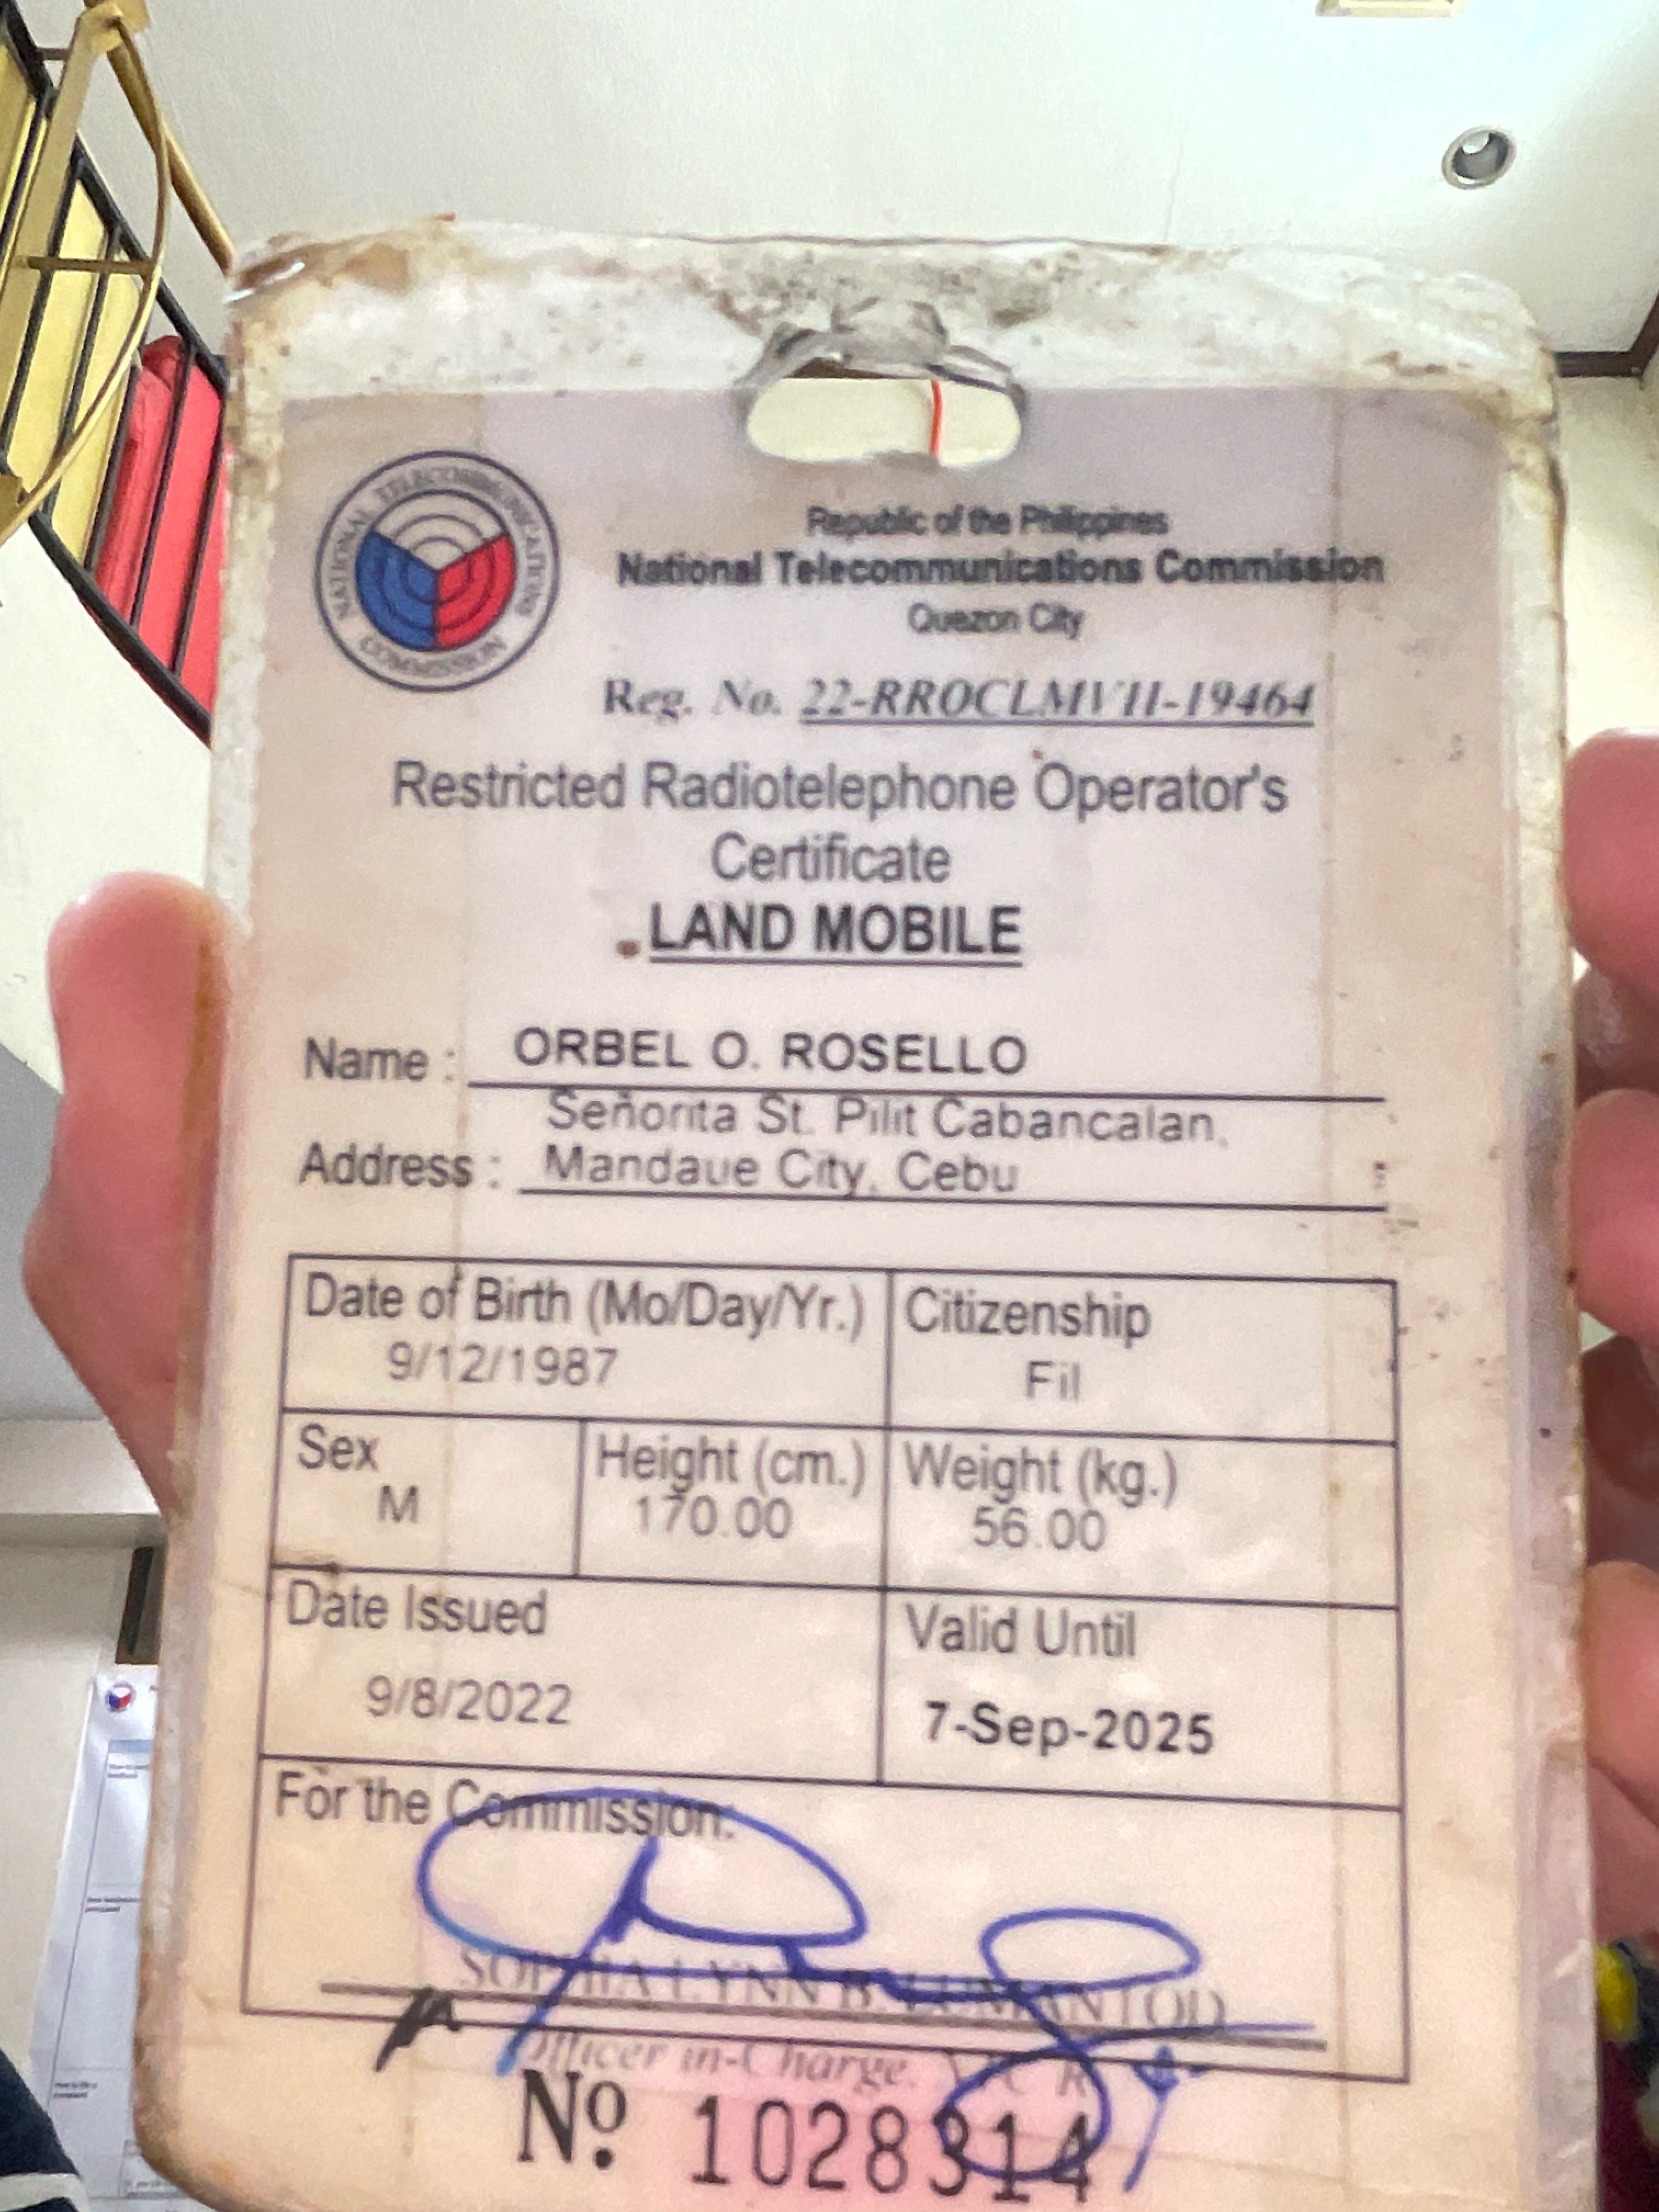 NATIONAL TELECOMMUNICATIONS COMMISSION
Republic of the Philippines
National Telecommunications Commission
Quezon City
Reg. No. 22-RROCLMVII-19464
Restricted Radiotelephone Operator's
Certificate
LAND MOBILE
Name : ORBEL O. ROSELLO
Señorita St. Pilit Cabancalan,
Address : Mandaue City, Cebu
Date of Birth (Mo/Day/Yr.) Citizenship
9/12/1987 Fil
Sex Height (cm.) Weight (kg.)
M 170.00 56.00
Date Issued Valid Until
9/8/2022 7-Sep-2025
For the Commission:
SOPHIA LYNN B. LUMANTOD
Officer in-Charge,
Nº 1028314